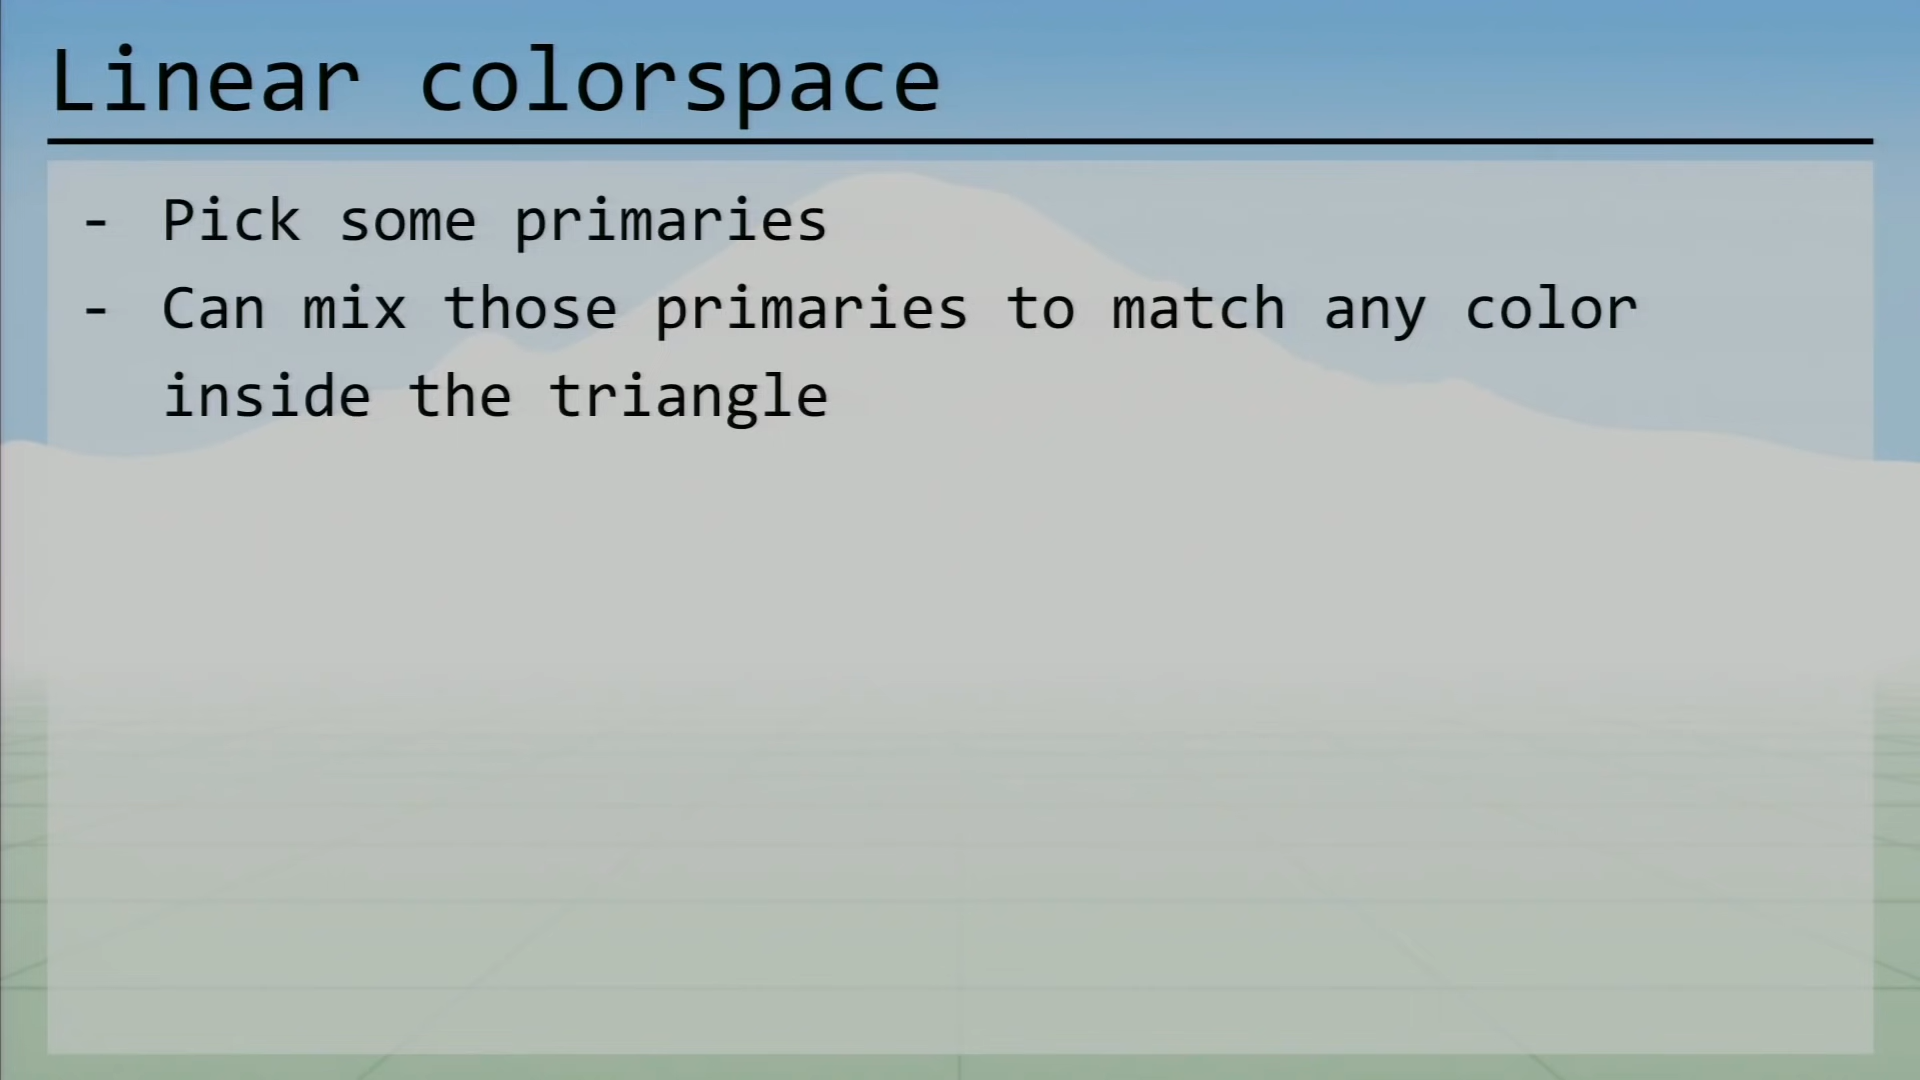 Linear colorspace
- Pick some primaries
- Can mix those primaries to match any color
inside the triangle